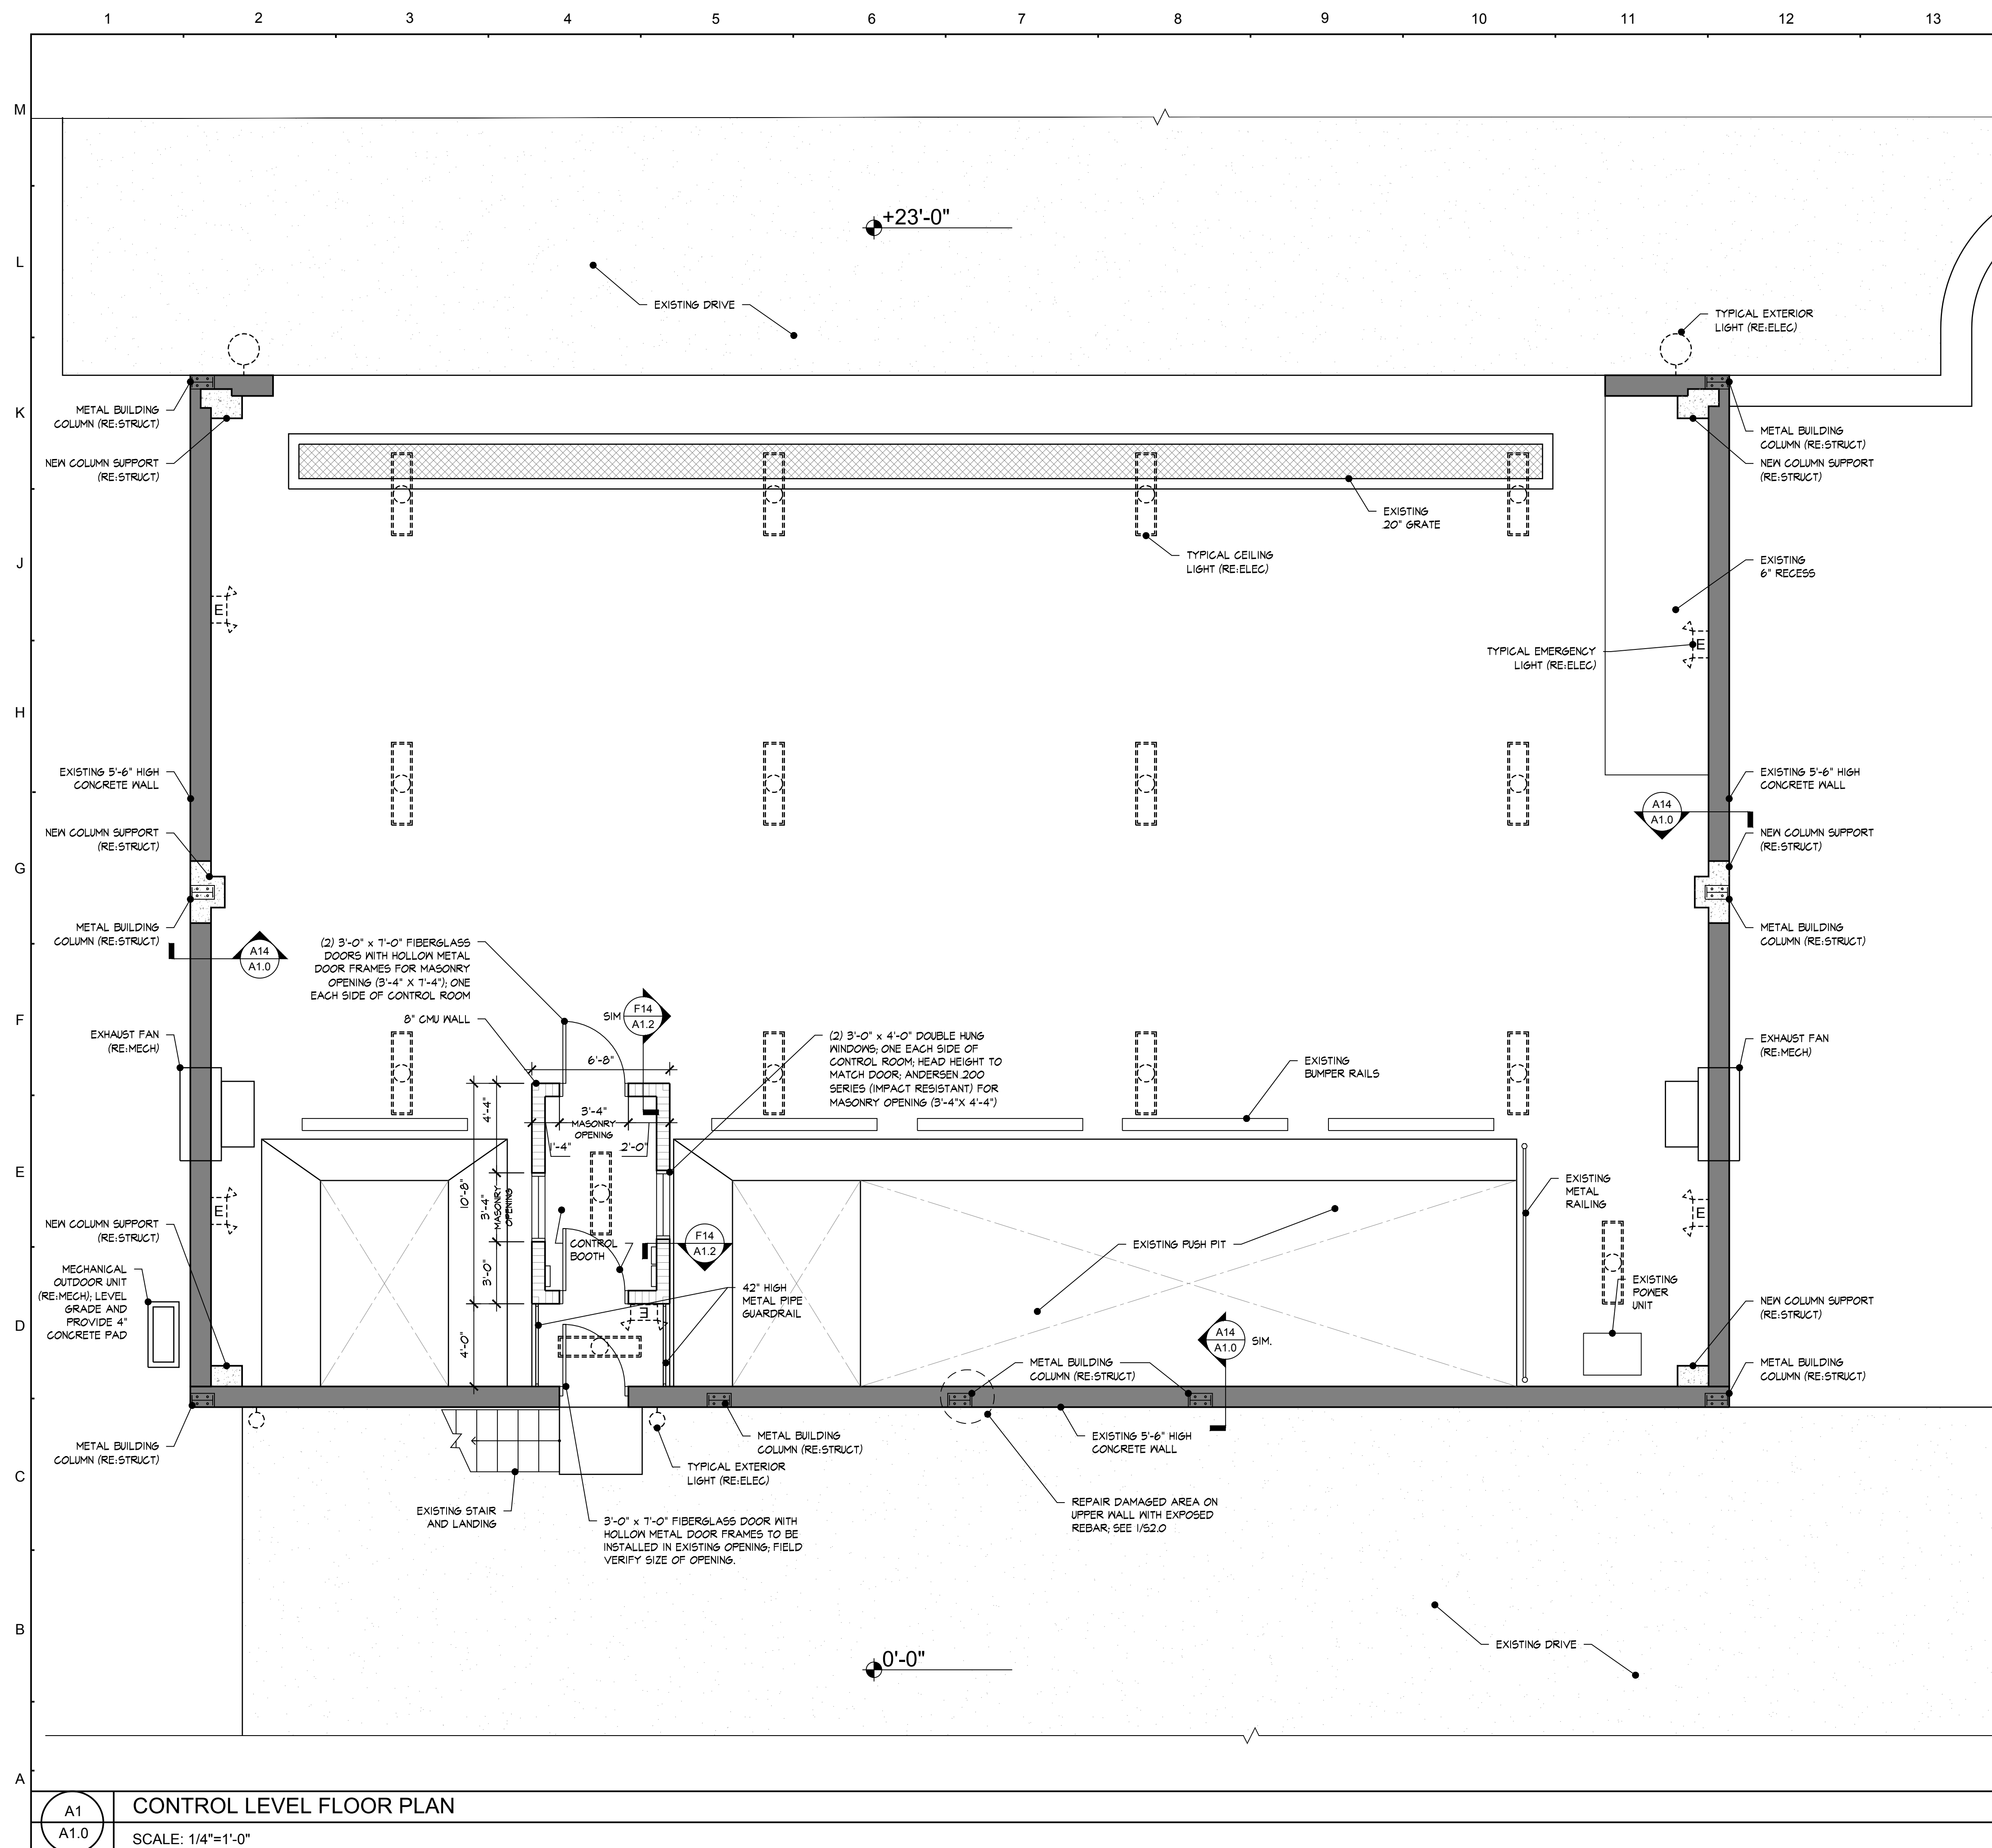 1 2 3 4 5 6 7 8 9 10 11 12 13
M
L
K
J
H
G
F
E
D
C
B
A
+23'-0"
EXISTING DRIVE
TYPICAL EXTERIOR
LIGHT (RE:ELEC)
METAL BUILDING
COLUMN (RE:STRUCT)
NEW COLUMN SUPPORT
(RE:STRUCT)
METAL BUILDING
COLUMN (RE:STRUCT)
NEW COLUMN SUPPORT
(RE:STRUCT)
EXISTING
20" GRATE
TYPICAL CEILING
LIGHT (RE:ELEC)
EXISTING
6" RECESS
E
E
TYPICAL EMERGENCY
LIGHT (RE:ELEC)
EXISTING 5'-6" HIGH
CONCRETE WALL
EXISTING 5'-6" HIGH
CONCRETE WALL
A14
A1.0
NEW COLUMN SUPPORT
(RE:STRUCT)
NEW COLUMN SUPPORT
(RE:STRUCT)
METAL BUILDING
COLUMN (RE:STRUCT)
METAL BUILDING
COLUMN (RE:STRUCT)
A14
A1.0
(2) 3'-0" x 7'-0" FIBERGLASS
DOORS WITH HOLLOW METAL
DOOR FRAMES FOR MASONRY
OPENING (3'-4" X 7'-4"); ONE
EACH SIDE OF CONTROL ROOM
8" CMU WALL
SIM
F14
A1.2
EXHAUST FAN
(RE:MECH)
(2) 3'-0" x 4'-0" DOUBLE HUNG
WINDOWS; ONE EACH SIDE OF
CONTROL ROOM; HEAD HEIGHT TO
MATCH DOOR; ANDERSEN 200
SERIES (IMPACT RESISTANT) FOR
MASONRY OPENING (3'-4"X 4'-4")
EXISTING
BUMPER RAILS
EXHAUST FAN
(RE:MECH)
6'-8"
3'-4"
MASONRY
OPENING
1'-4"
2'-0"
4'-4"
10'-8"
3'-4"
MASONRY
OPENING
3'-0"
4'-0"
E
E
EXISTING
METAL
RAILING
NEW COLUMN SUPPORT
(RE:STRUCT)
CONTROL
BOOTH
F14
A1.2
EXISTING PUSH PIT
MECHANICAL
OUTDOOR UNIT
(RE:MECH); LEVEL
GRADE AND
PROVIDE 4"
CONCRETE PAD
42" HIGH
METAL PIPE
GUARDRAIL
E
EXISTING
POWER
UNIT
NEW COLUMN SUPPORT
(RE:STRUCT)
A14
A1.0
SIM.
METAL BUILDING
COLUMN (RE:STRUCT)
METAL BUILDING
COLUMN (RE:STRUCT)
METAL BUILDING
COLUMN (RE:STRUCT)
METAL BUILDING
COLUMN (RE:STRUCT)
EXISTING 5'-6" HIGH
CONCRETE WALL
TYPICAL EXTERIOR
LIGHT (RE:ELEC)
EXISTING STAIR
AND LANDING
3'-0" x 7'-0" FIBERGLASS DOOR WITH
HOLLOW METAL DOOR FRAMES TO BE
INSTALLED IN EXISTING OPENING; FIELD
VERIFY SIZE OF OPENING.
REPAIR DAMAGED AREA ON
UPPER WALL WITH EXPOSED
REBAR; SEE 1/S2.0
EXISTING DRIVE
0'-0"
A1
A1.0
CONTROL LEVEL FLOOR PLAN
SCALE: 1/4"=1'-0"